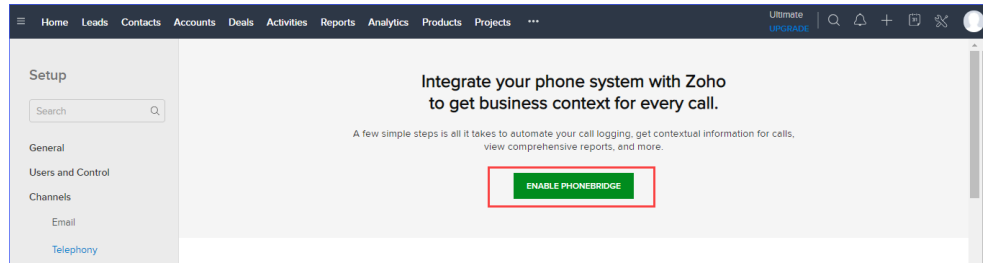 Home Leads Contacts Accounts Deals Activities Reports Analytics Products Projects ···
Ultimate
UPGRADE
Setup
Search
General
Users and Control
Channels
Email
Telephony
Integrate your phone system with Zoho
to get business context for every call.
A few simple steps is all it takes to automate your call logging, get contextual information for calls,
view comprehensive reports, and more.
ENABLE PHONEBRIDGE